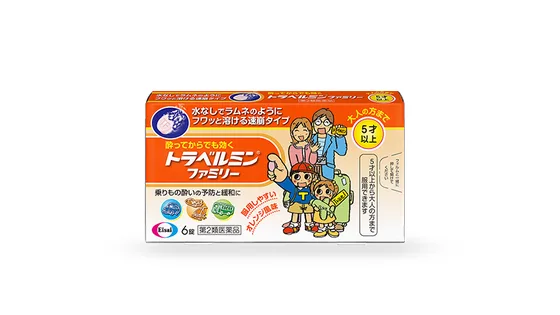 水なしでラムネのように
フワッと溶ける速崩タイプ
トラベルミン® ファミリー
第2類医薬品
大人の方まで
5才
以上
酔ってからでも効く
トラベルミン®
ファミリー
乗りもの酔いの予防と緩和に
服用しやすい
オレンジ風味
5才以上から大人の方まで
服用できます
Eisai
6錠
第2類医薬品